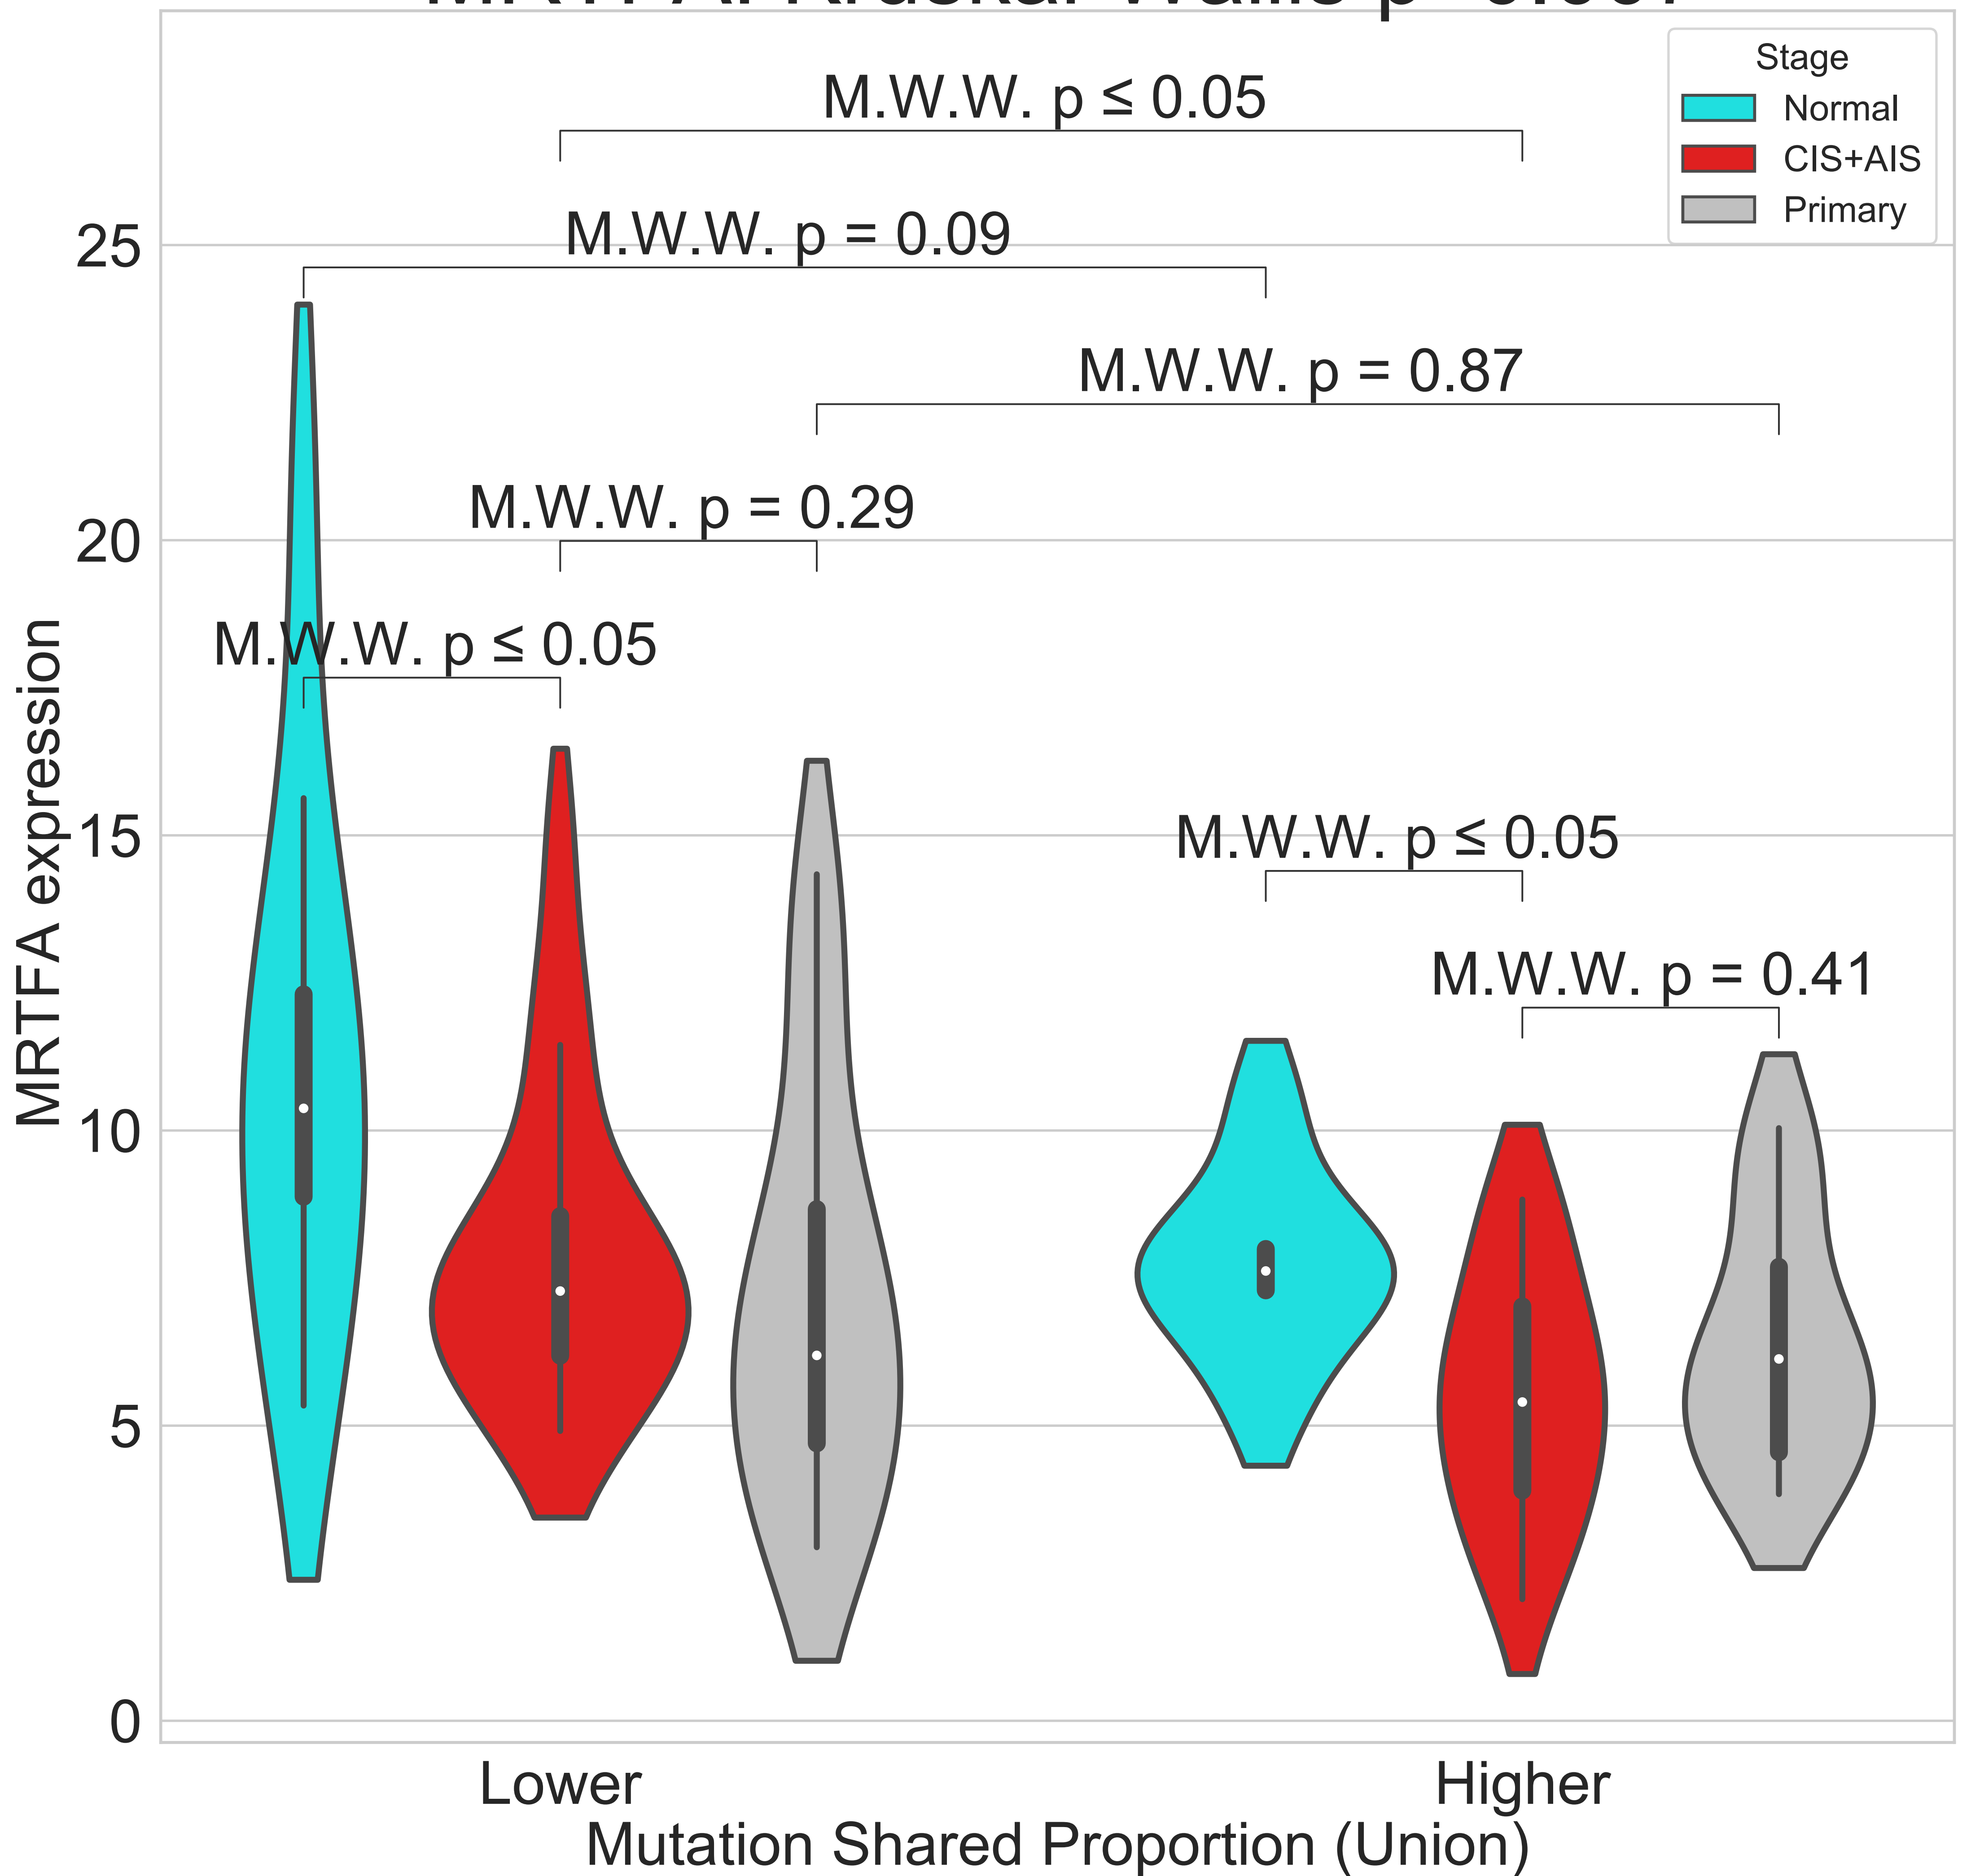 Stage
Normal
CIS+AIS
Primary
M.W.W. p ≤ 0.05
M.W.W. p = 0.09
M.W.W. p = 0.87
M.W.W. p = 0.29
M.W.W. p ≤ 0.05
M.W.W. p ≤ 0.05
M.W.W. p = 0.41
MRTFA expression
25
20
15
10
5
0
Lower
Higher
Mutation Shared Proportion (Union)